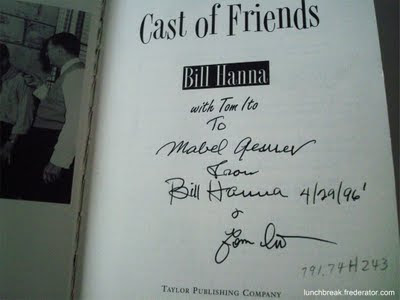 Cast of Friends
Bill Hanna
with Tom Ito
To
Mabel
From
Bill Hanna 4/29/96'
&
Tom Ito
TAYLOR PUBLISHING COMPANY
791.74 H243
lunchbreak.frederator.com